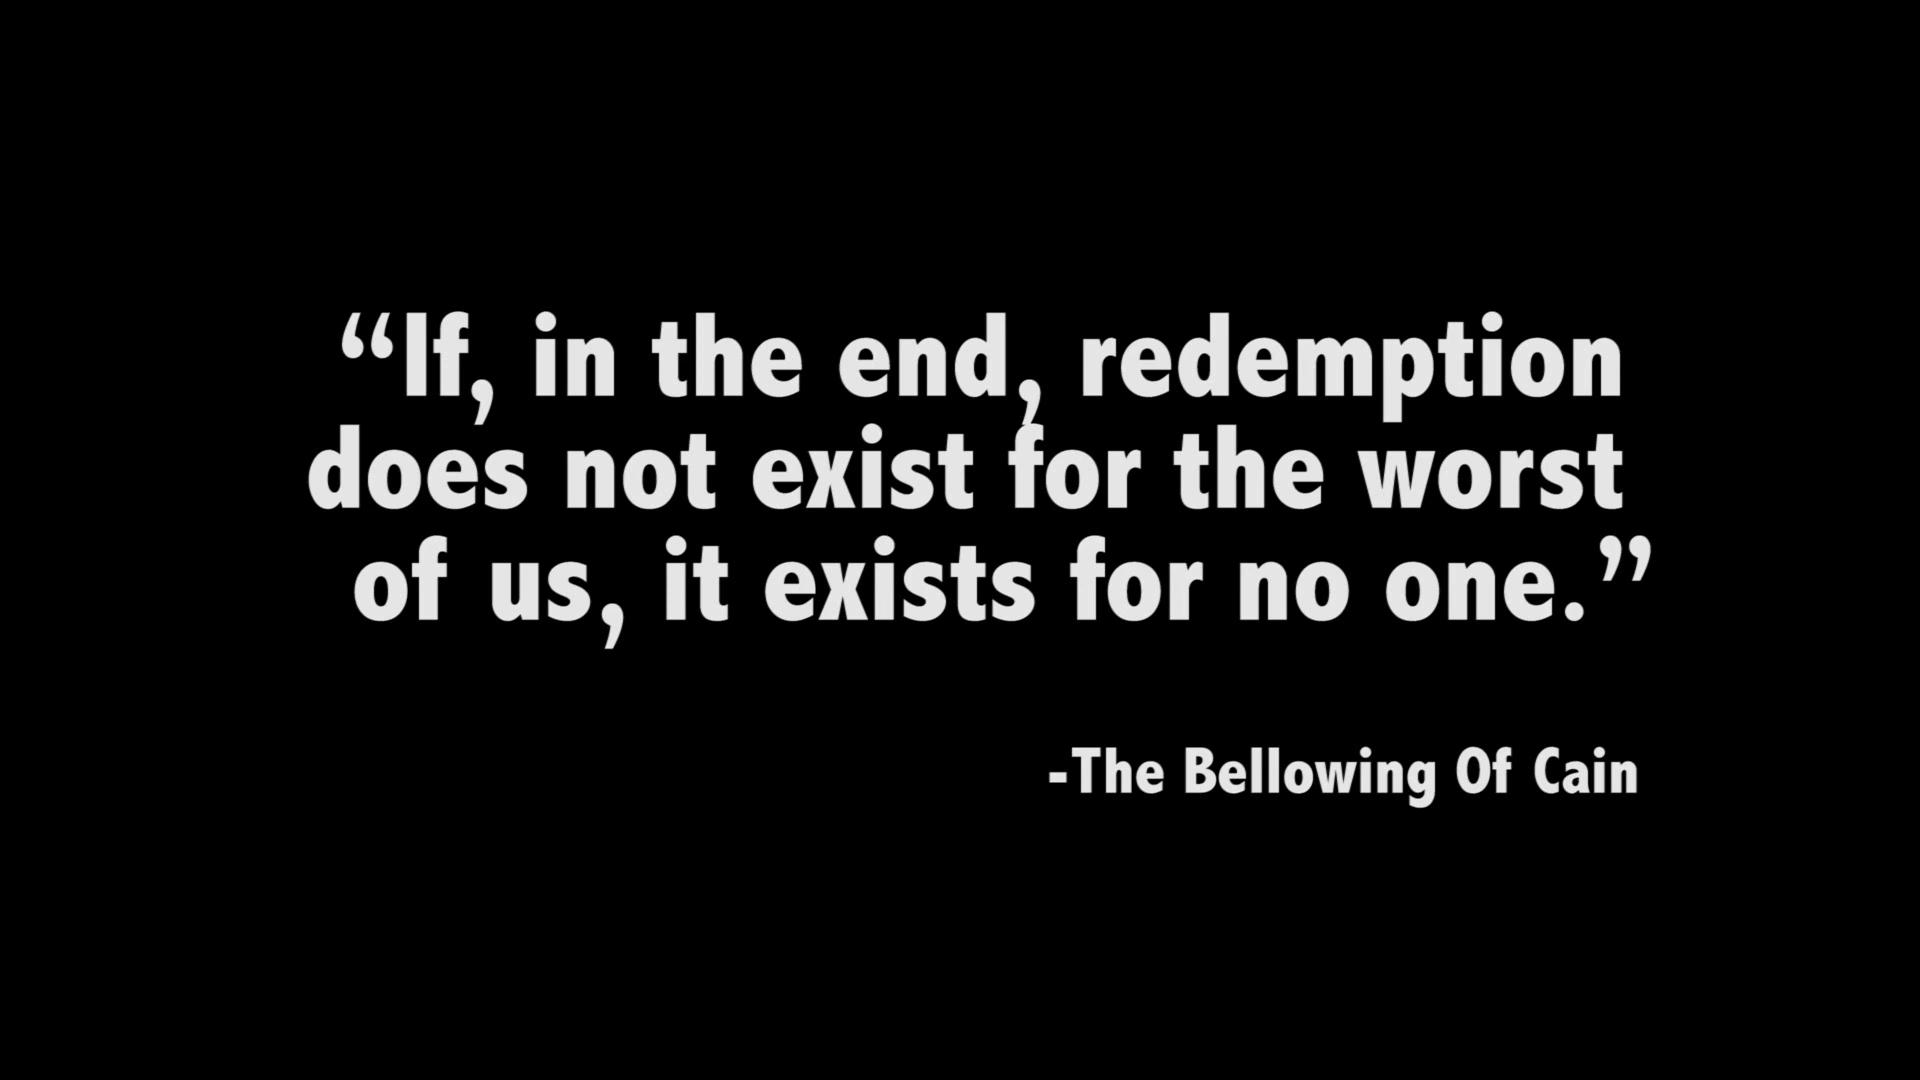 “If, in the end, redemption
does not exist for the worst
of us, it exists for no one.”
-The Bellowing Of Cain